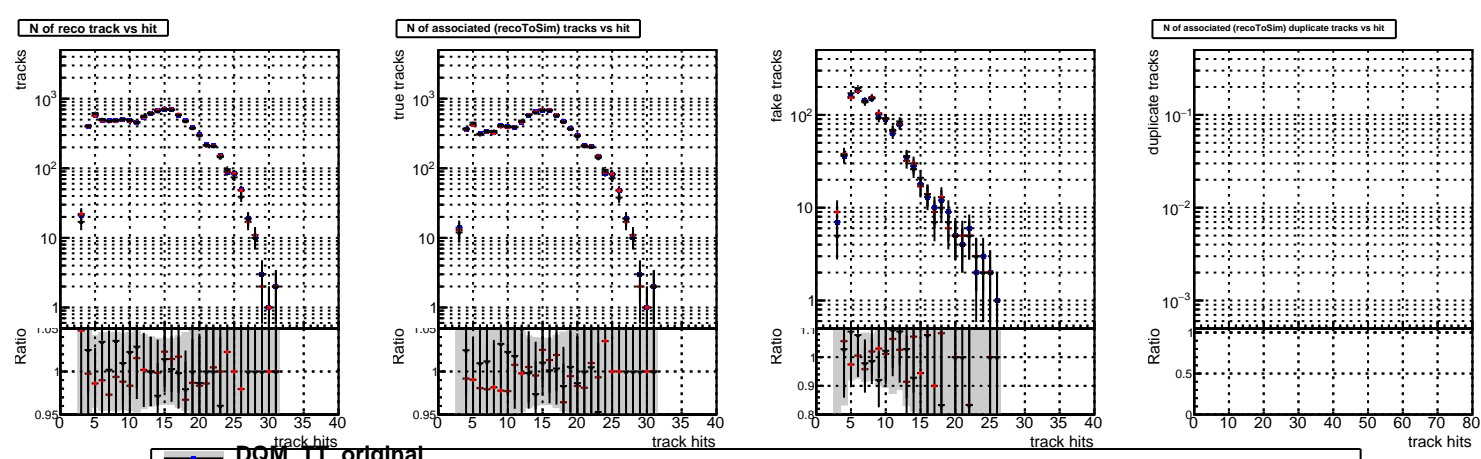 N of reco track vs hit
tracks
10³
10²
10
1
Ratio
1.05
1
0.95
0 5 10 15 20 25 30 35 40
track hits
N of associated (recoToSim) tracks vs hit
true tracks
10³
10²
10
1
Ratio
1.05
1
0.95
0 5 10 15 20 25 30 35 40
track hits
fake tracks
10²
10
1
Ratio
1.1
1
0.9
0.8
0 5 10 15 20 25 30 35 40
track hits
N of associated (recoToSim) duplicate tracks vs hit
duplicate tracks
10⁻¹
10⁻²
10⁻³
Ratio
1
0.5
0
0 10 20 30 40 50 60 70 80
track hits
DQM_TT_original